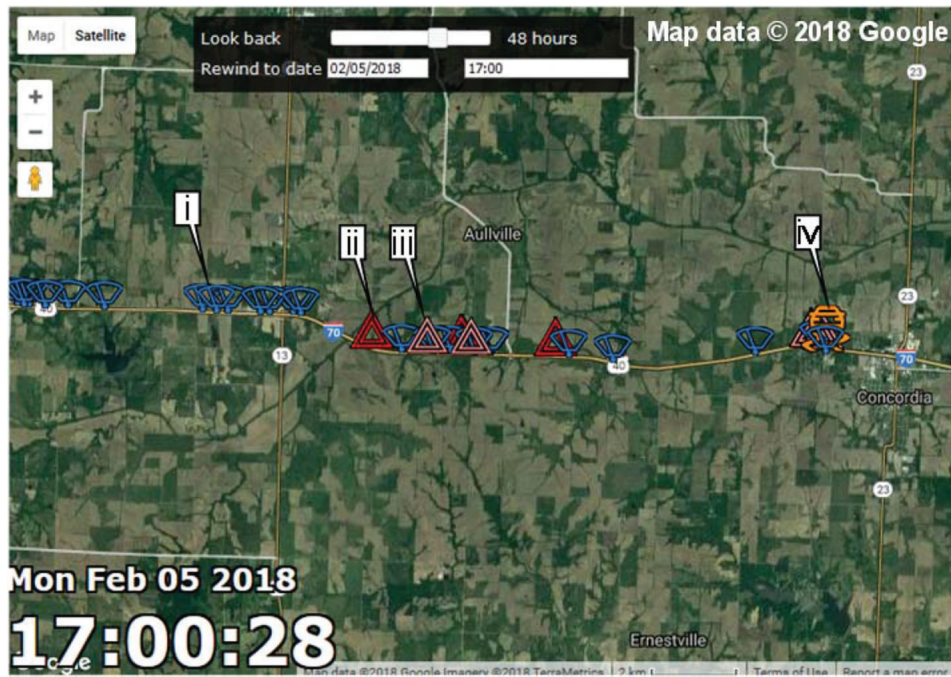 Map Satellite
Look back 48 hours
Rewind to date 02/05/2018 17:00
Map data © 2018 Google
23
+
−
i
ii
iii
iv
Aullville
40
23
70
13
40
70
Concordia
23
Mon Feb 05 2018
17:00:28
Google
Ernestville
Map data ©2018 Google Imagery ©2018 TerraMetrics 2 km Terms of Use Report a map error